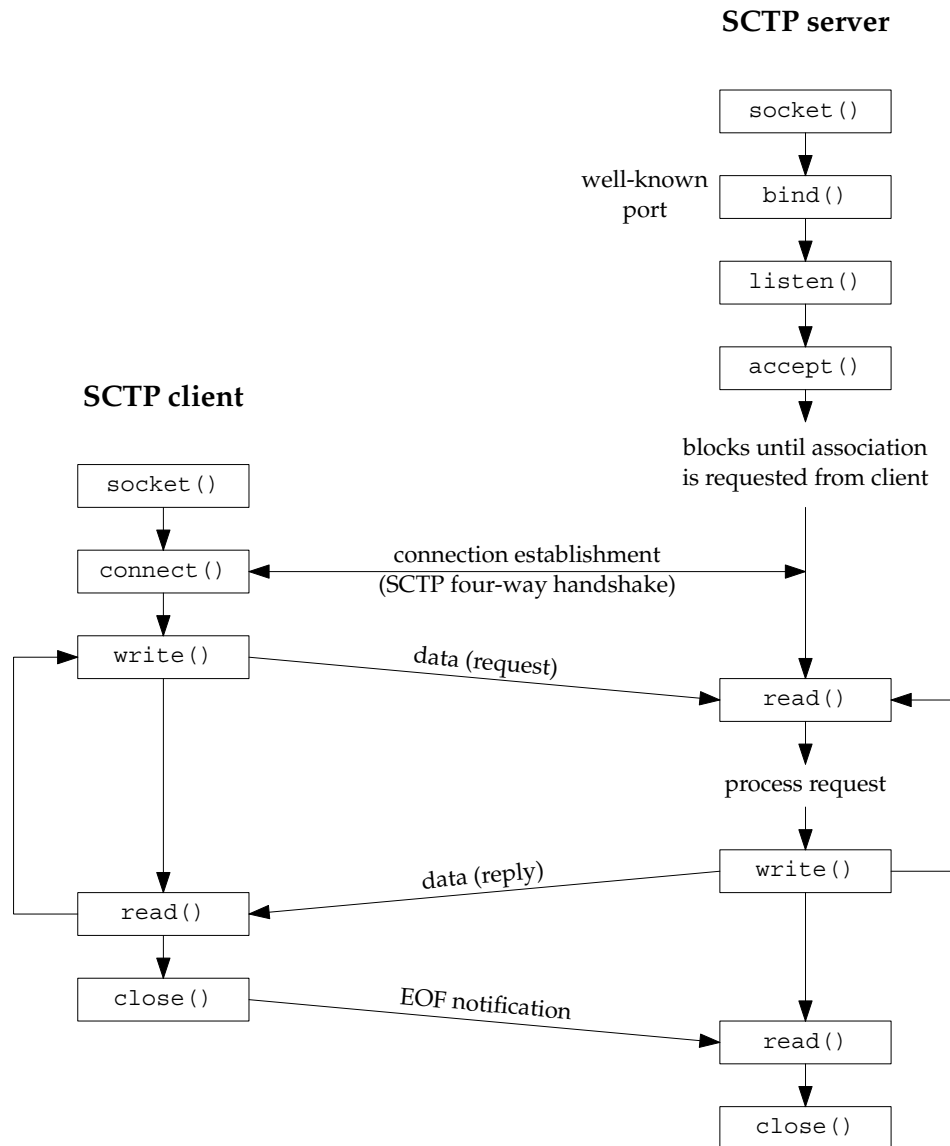 SCTP server
socket()
well-known
port
bind()
listen()
accept()
SCTP client
blocks until association
is requested from client
socket()
connection establishment
connect()
(SCTP four-way handshake)
write()
data (request)
read()
process request
data (reply)
write()
read()
close()
EOF notification
read()
close()